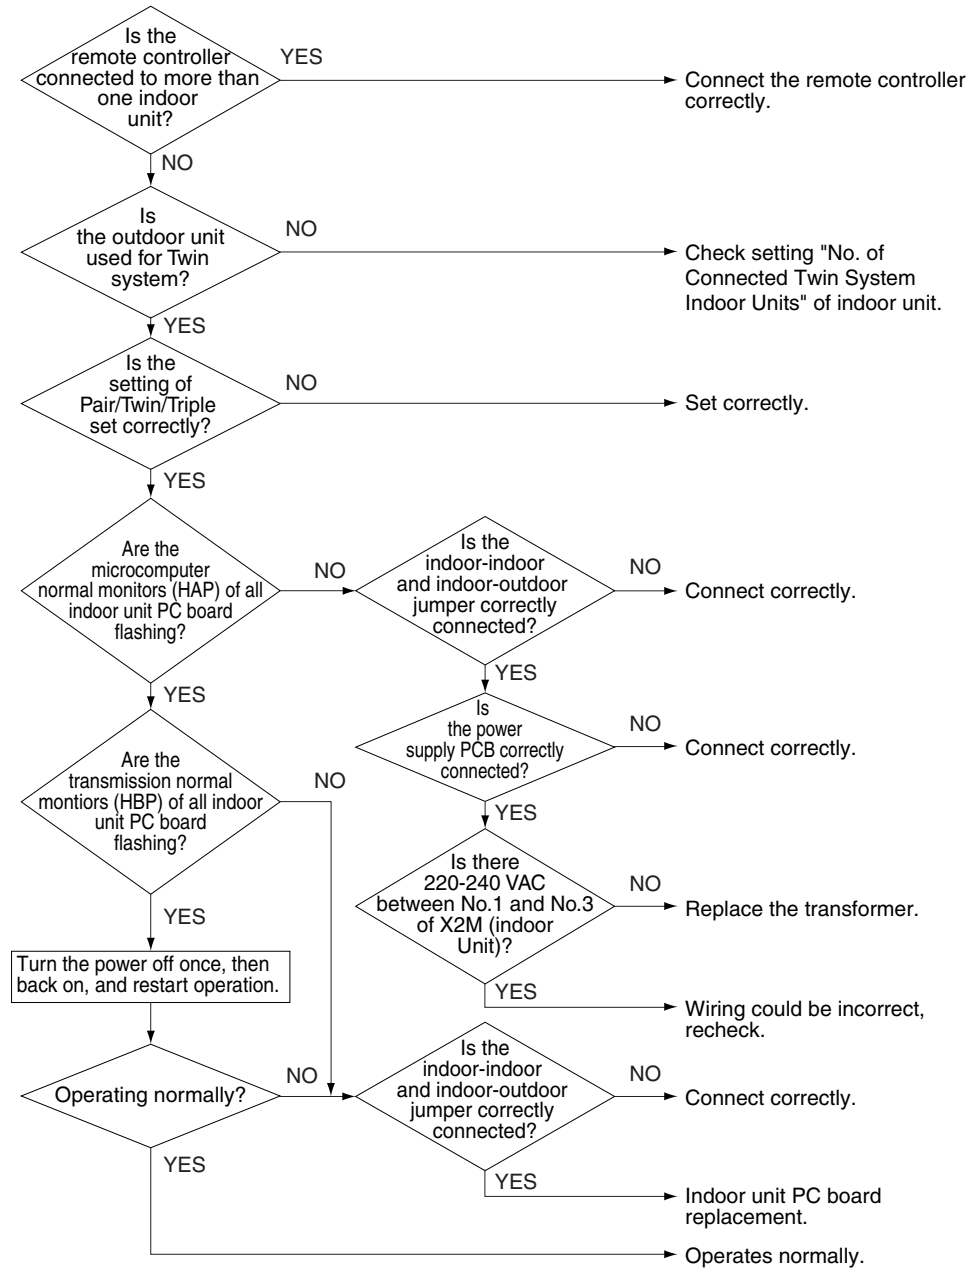 Is the
remote controller
connected to more than
one indoor
unit?
YES
Connect the remote controller
correctly.
NO
Is
the outdoor unit
used for Twin
system?
NO
Check setting "No. of
Connected Twin System
Indoor Units" of indoor unit.
YES
Is the
setting of
Pair/Twin/Triple
set correctly?
NO
Set correctly.
YES
Are the
microcomputer
normal monitors (HAP) of all
indoor unit PC board
flashing?
NO
Is the
indoor-indoor
and indoor-outdoor
jumper correctly
connected?
NO
Connect correctly.
YES
YES
Is
the power
supply PCB correctly
connected?
NO
Connect correctly.
YES
Are the
transmission normal
montiors (HBP) of all indoor
unit PC board
flashing?
NO
Is there
220-240 VAC
between No.1 and No.3
of X2M (indoor
Unit)?
NO
Replace the transformer.
YES
Wiring could be incorrect,
recheck.
YES
Turn the power off once, then
back on, and restart operation.
Operating normally?
NO
Is the
indoor-indoor
and indoor-outdoor
jumper correctly
connected?
NO
Connect correctly.
YES
Indoor unit PC board
replacement.
YES
Operates normally.